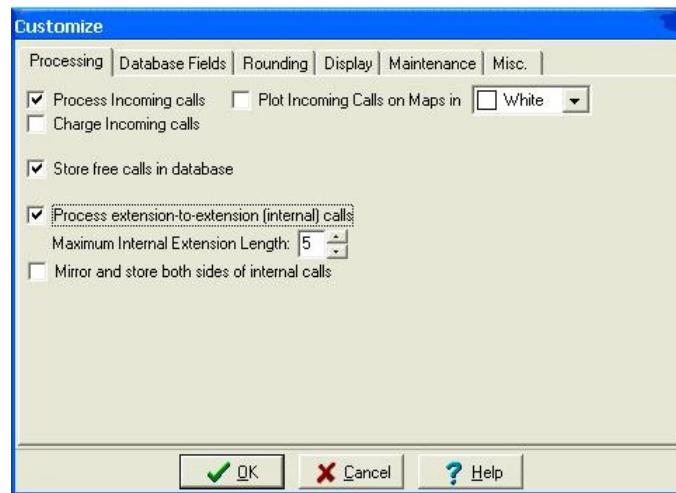 Customize
Processing Database Fields Rounding Display Maintenance Misc.
Process Incoming calls Plot Incoming Calls on Maps in White
Charge Incoming calls
Store free calls in database
Process extension-to-extension (internal) calls
Maximum Internal Extension Length: 5
Mirror and store both sides of internal calls
OK Cancel Help